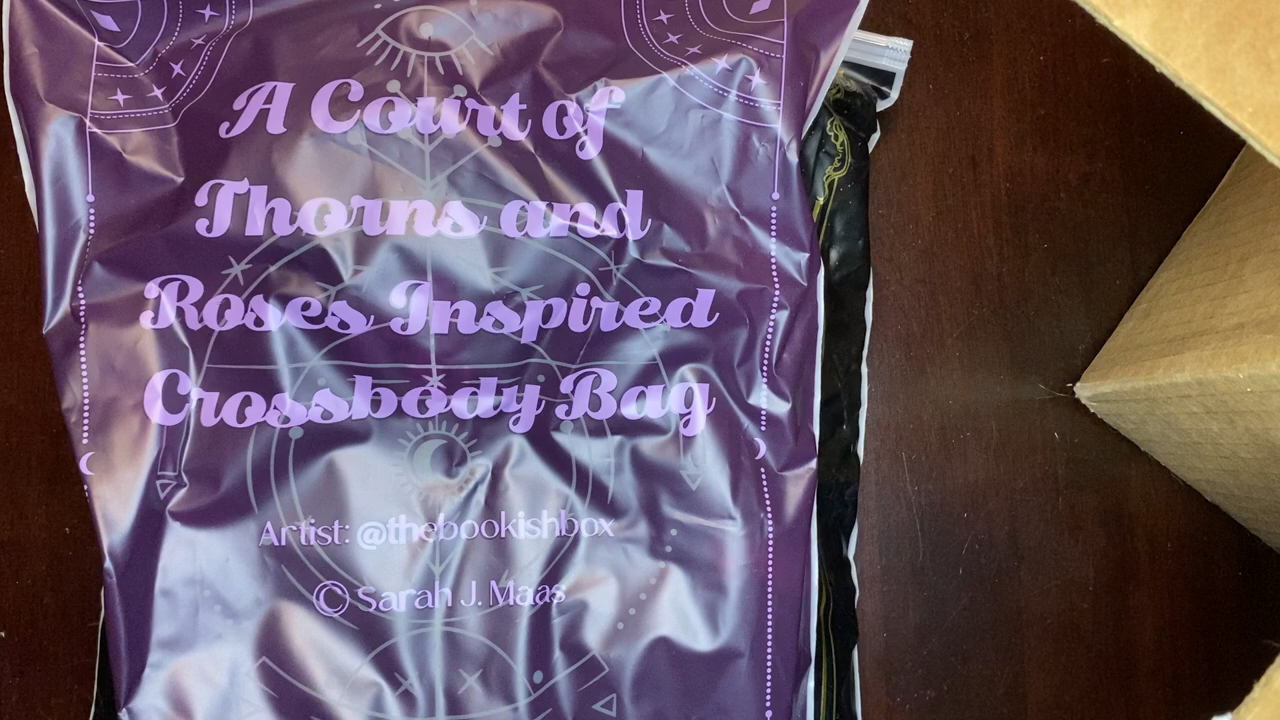 A Court of
Thorns and
Roses Inspired
Crossbody Bag
Artist: @thebookishbox
© Sarah J. Maas